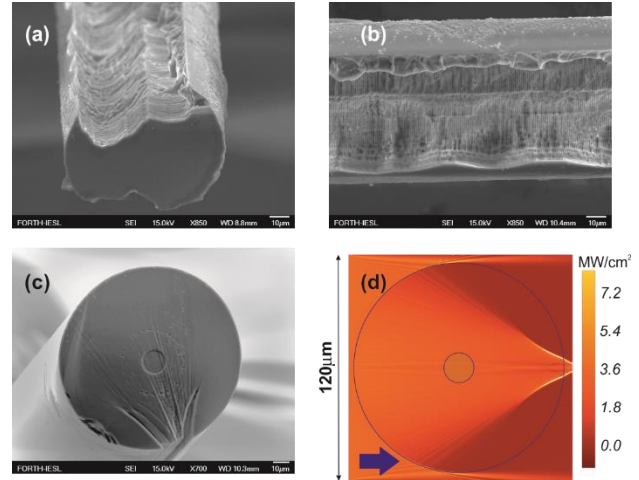 (a)
FORTH-IESL SEI 15.0kV X850 WD 8.8mm 10µm
(b)
FORTH-IESL SEI 15.0kV X850 WD 10.4mm 10µm
(c)
FORTH-IESL SEI 15.0kV X700 WD 10.3mm 10µm
(d)
120µm
MW/cm²
7.2
5.4
3.6
1.8
0.0